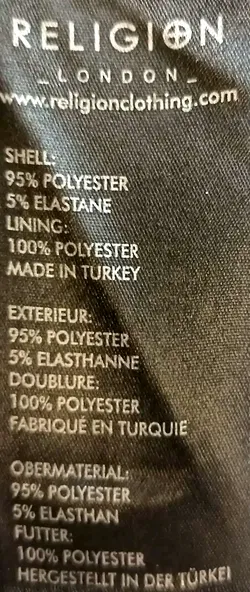 RELIGION
_LONDON_
www.religionclothing.com
SHELL:
95% POLYESTER
5% ELASTANE
LINING:
100% POLYESTER
MADE IN TURKEY
EXTERIEUR:
95% POLYESTER
5% ELASTHANNE
DOUBLURE:
100% POLYESTER
FABRIQUÉ EN TURQUIE
OBERMATERIAL:
95% POLYESTER
5% ELASTHAN
FUTTER:
100% POLYESTER
HERGESTELLT IN DER TÜRKEI